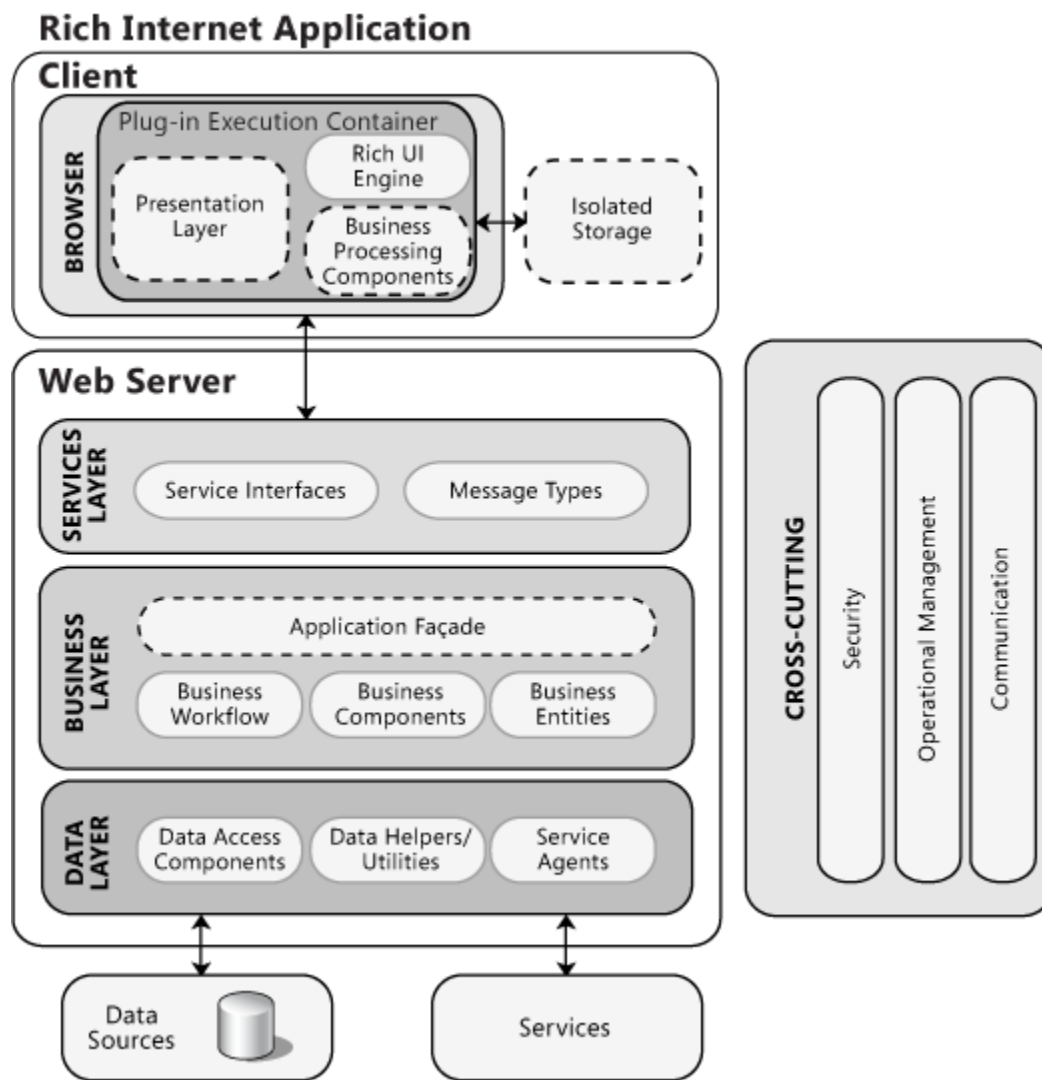 Rich Internet Application
Client
BROWSER
Plug-in Execution Container
Presentation
Layer
Rich UI
Engine
Business
Processing
Components
Isolated
Storage
Web Server
SERVICES
LAYER
Service Interfaces
Message Types
BUSINESS
LAYER
Application Façade
Business
Workflow
Business
Components
Business
Entities
DATA
LAYER
Data Access
Components
Data Helpers/
Utilities
Service
Agents
Data
Sources
Services
CROSS-CUTTING
Security
Operational Management
Communication